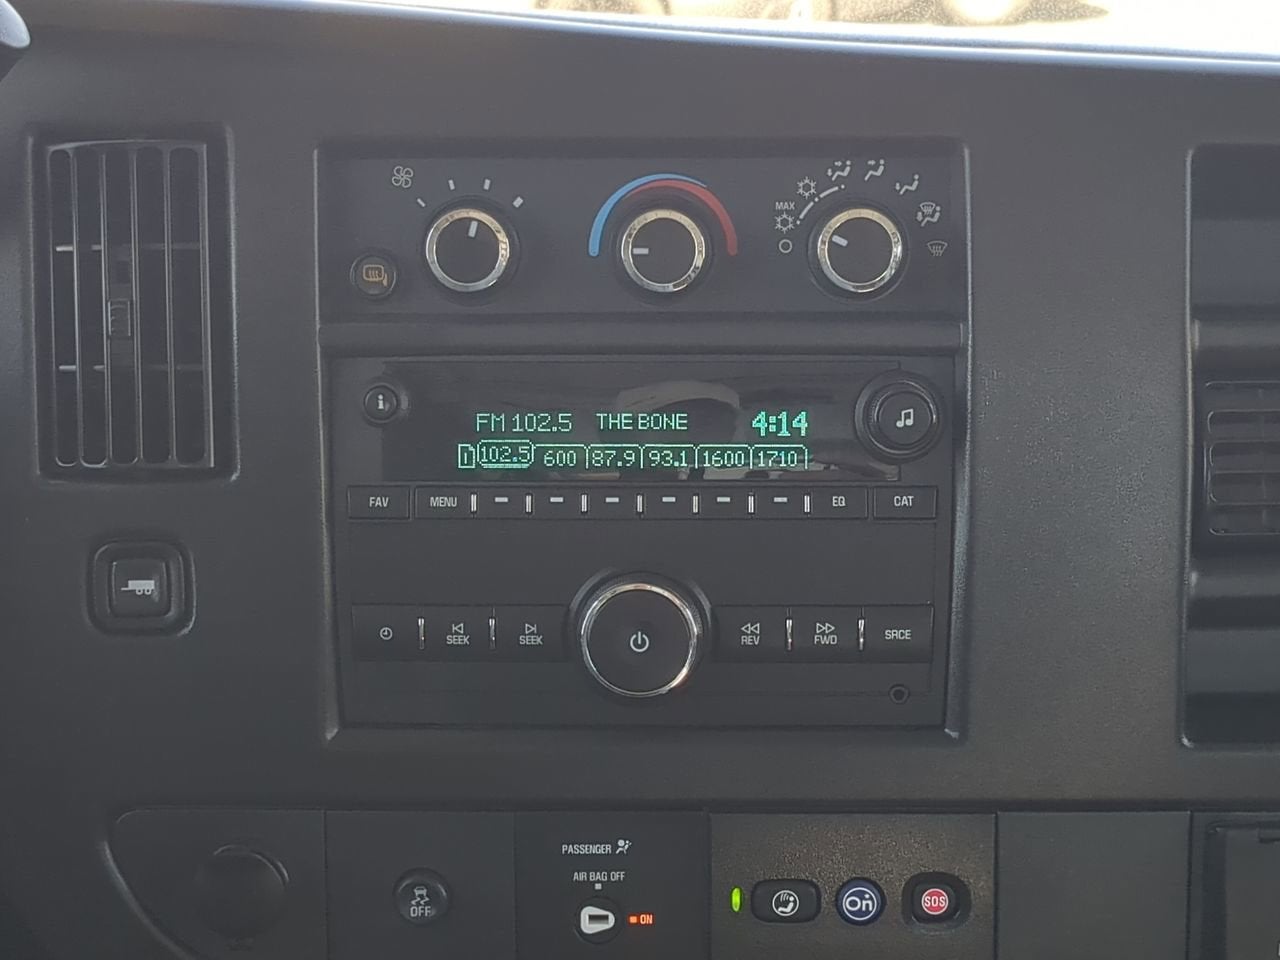 MAX
i
FM 102.5 THE BONE 4:14
102.5 600 87.9 93.1 1600 1710
FAV MENU EQ CAT
SEEK SEEK REV FWD SRCE
PASSENGER
AIR BAG OFF
ON
OFF
On
SOS